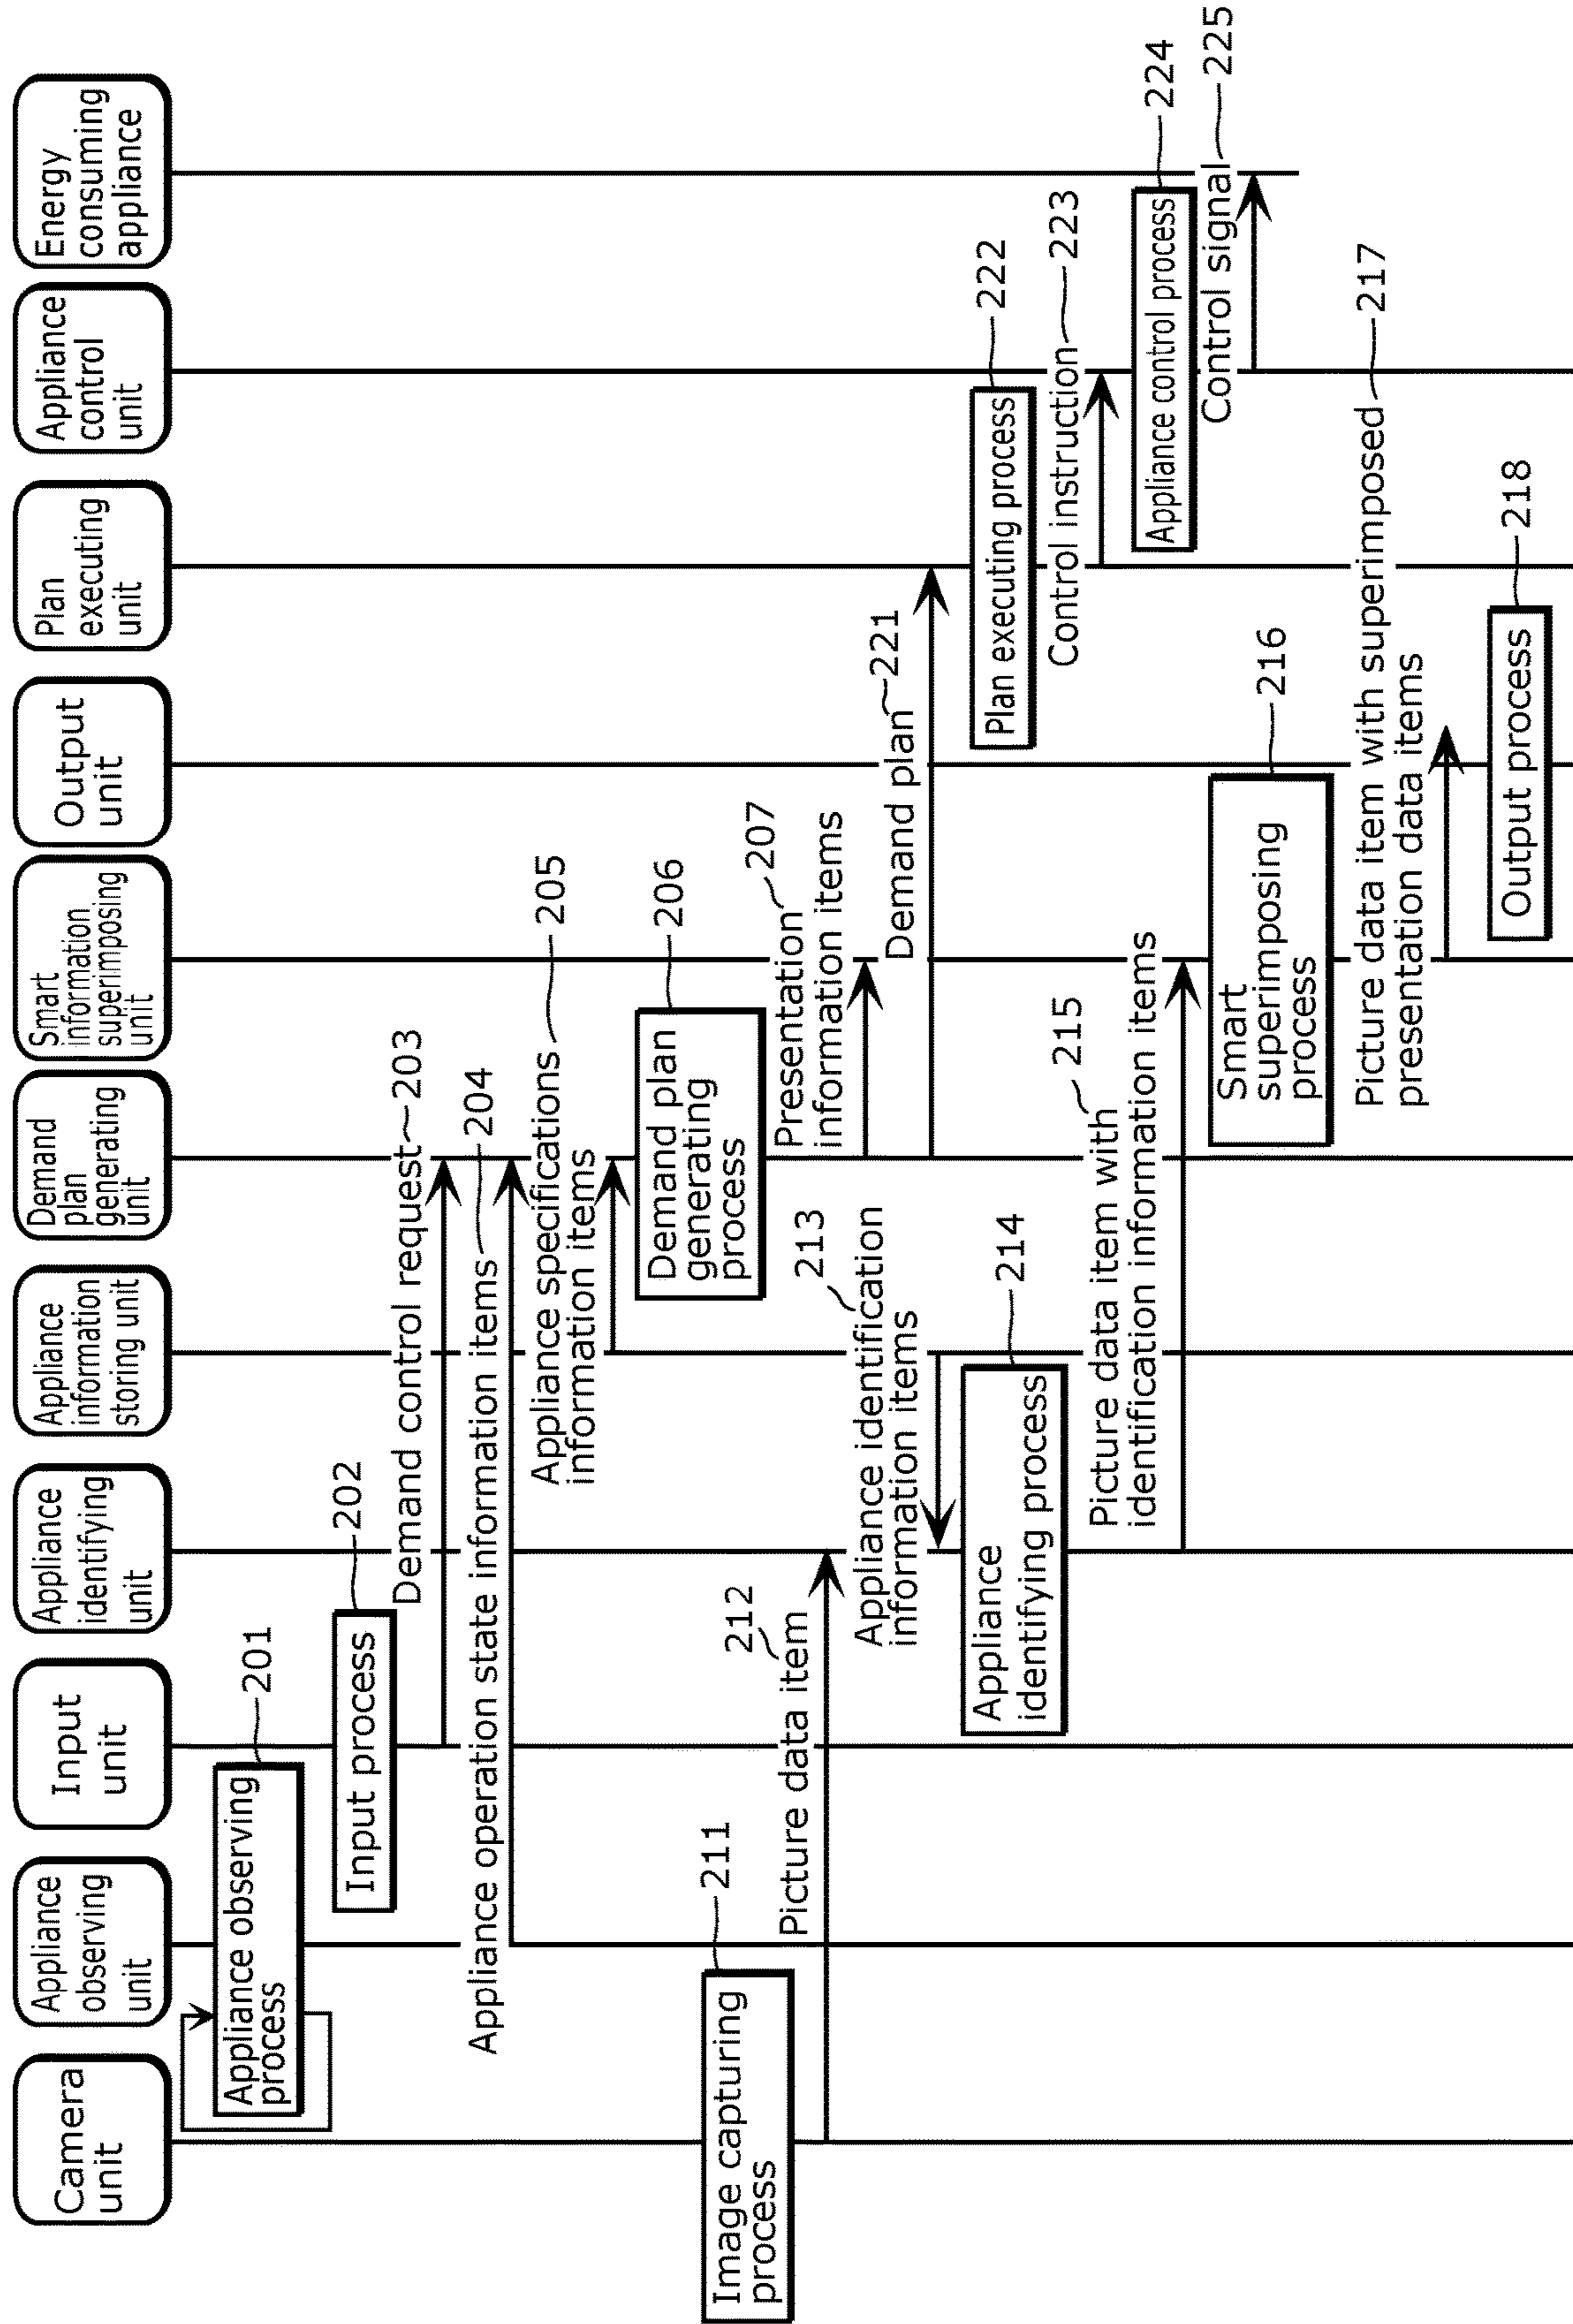 Camera
unit
Appliance
observing
unit
Input
unit
Appliance
identifying
unit
Appliance
information
storing unit
Demand
plan
generating
unit
Smart
information
superimposing
unit
Output
unit
Plan
executing
unit
Appliance
control
unit
Energy
consuming
appliance
Appliance observing
process
201
Input process
202
Demand control request
203
Appliance operation state information items
204
Appliance specifications
information items
205
Demand plan
generating
process
206
Image capturing
process
211
Picture data item
212
Presentation
information items
207
Appliance identification
information items
213
Demand plan
221
Appliance
identifying process
214
Plan executing process
222
Control instruction
223
Picture data item with
identification information items
215
Appliance control process
224
Control signal
225
Smart
superimposing
process
216
Picture data item with superimposed
presentation data items
217
Output process
218